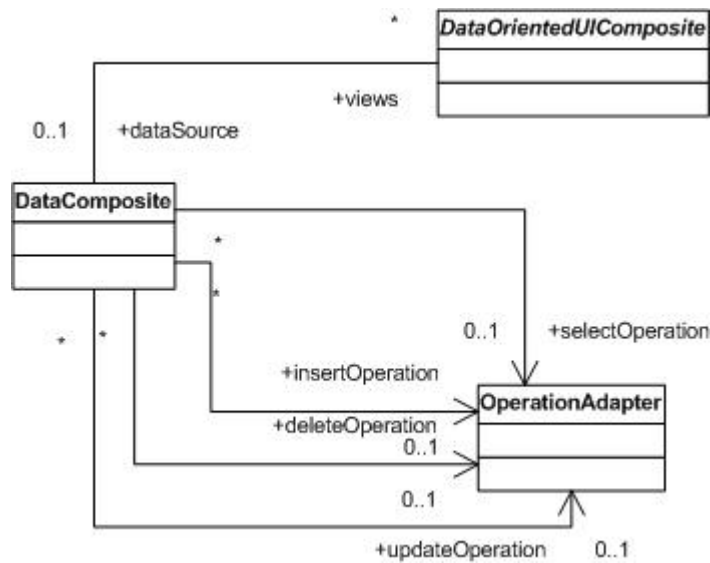 *
DataOrientedUIComposite
+views
0..1
+dataSource
DataComposite
*
*
*
*
0..1
+selectOperation
+insertOperation
OperationAdapter
+deleteOperation
0..1
0..1
+updateOperation
0..1